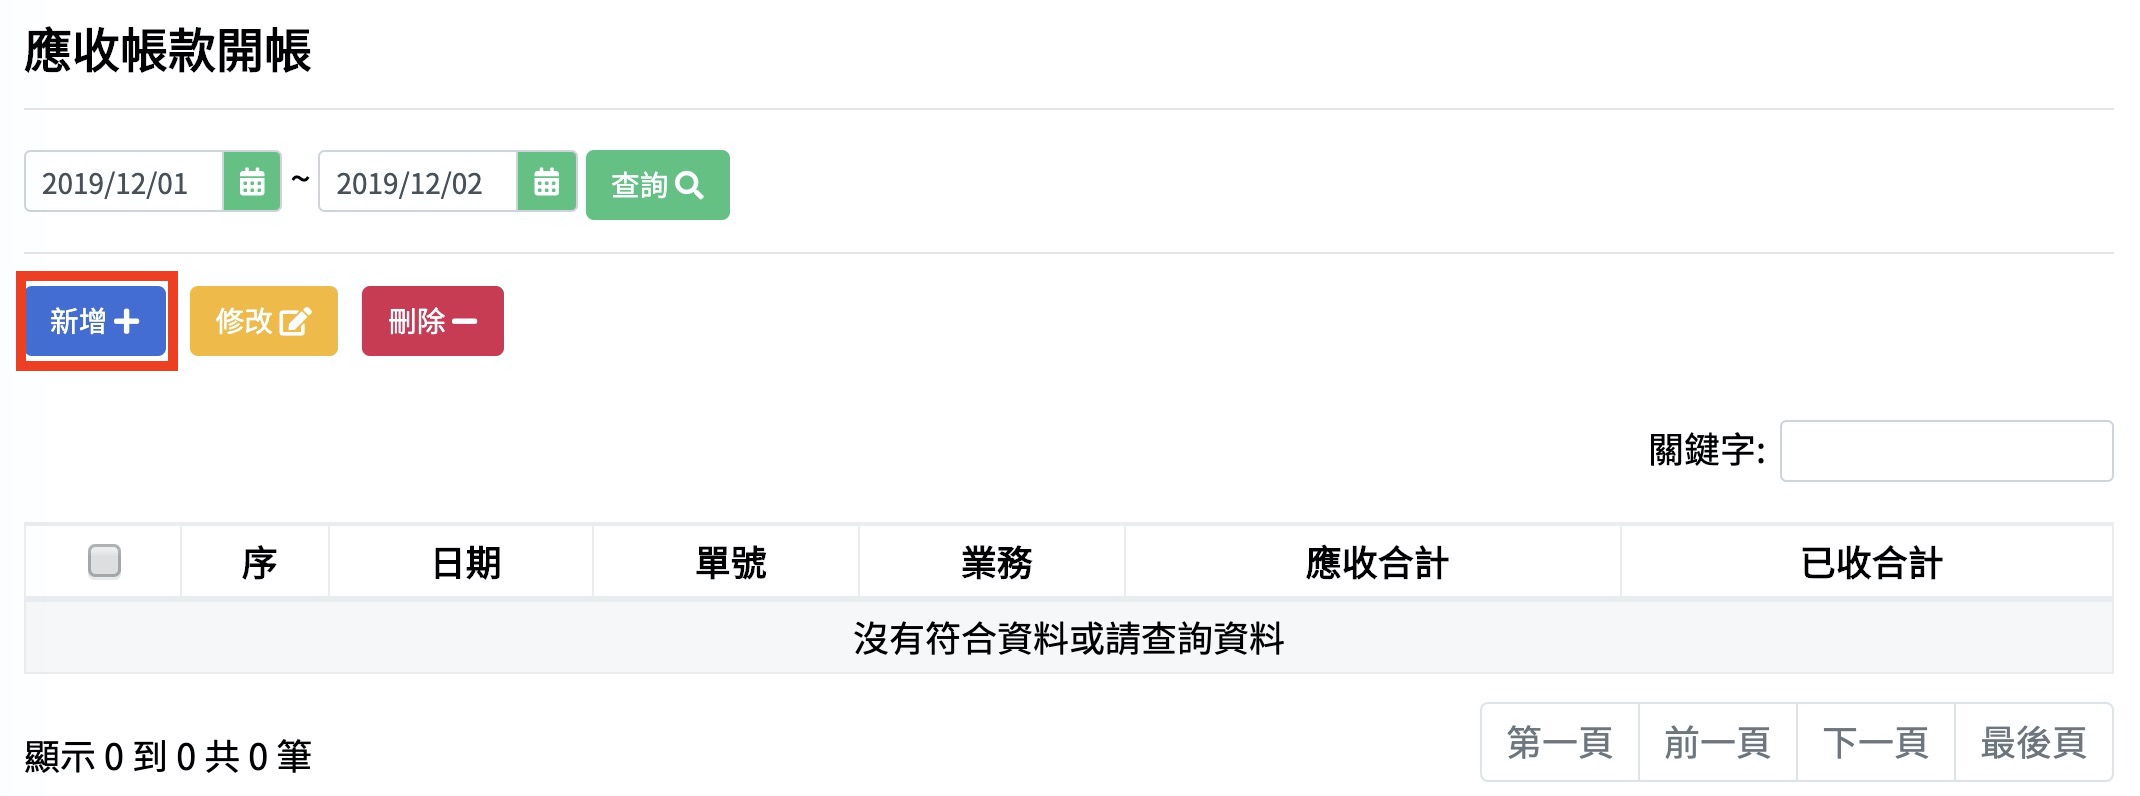 應收帳款開帳
2019/12/01 ~ 2019/12/02 查詢
新增 修改 刪除
關鍵字:
序 日期 單號 業務 應收合計 已收合計
沒有符合資料或請查詢資料
顯示 0 到 0 共 0 筆
第一頁 前一頁 下一頁 最後頁